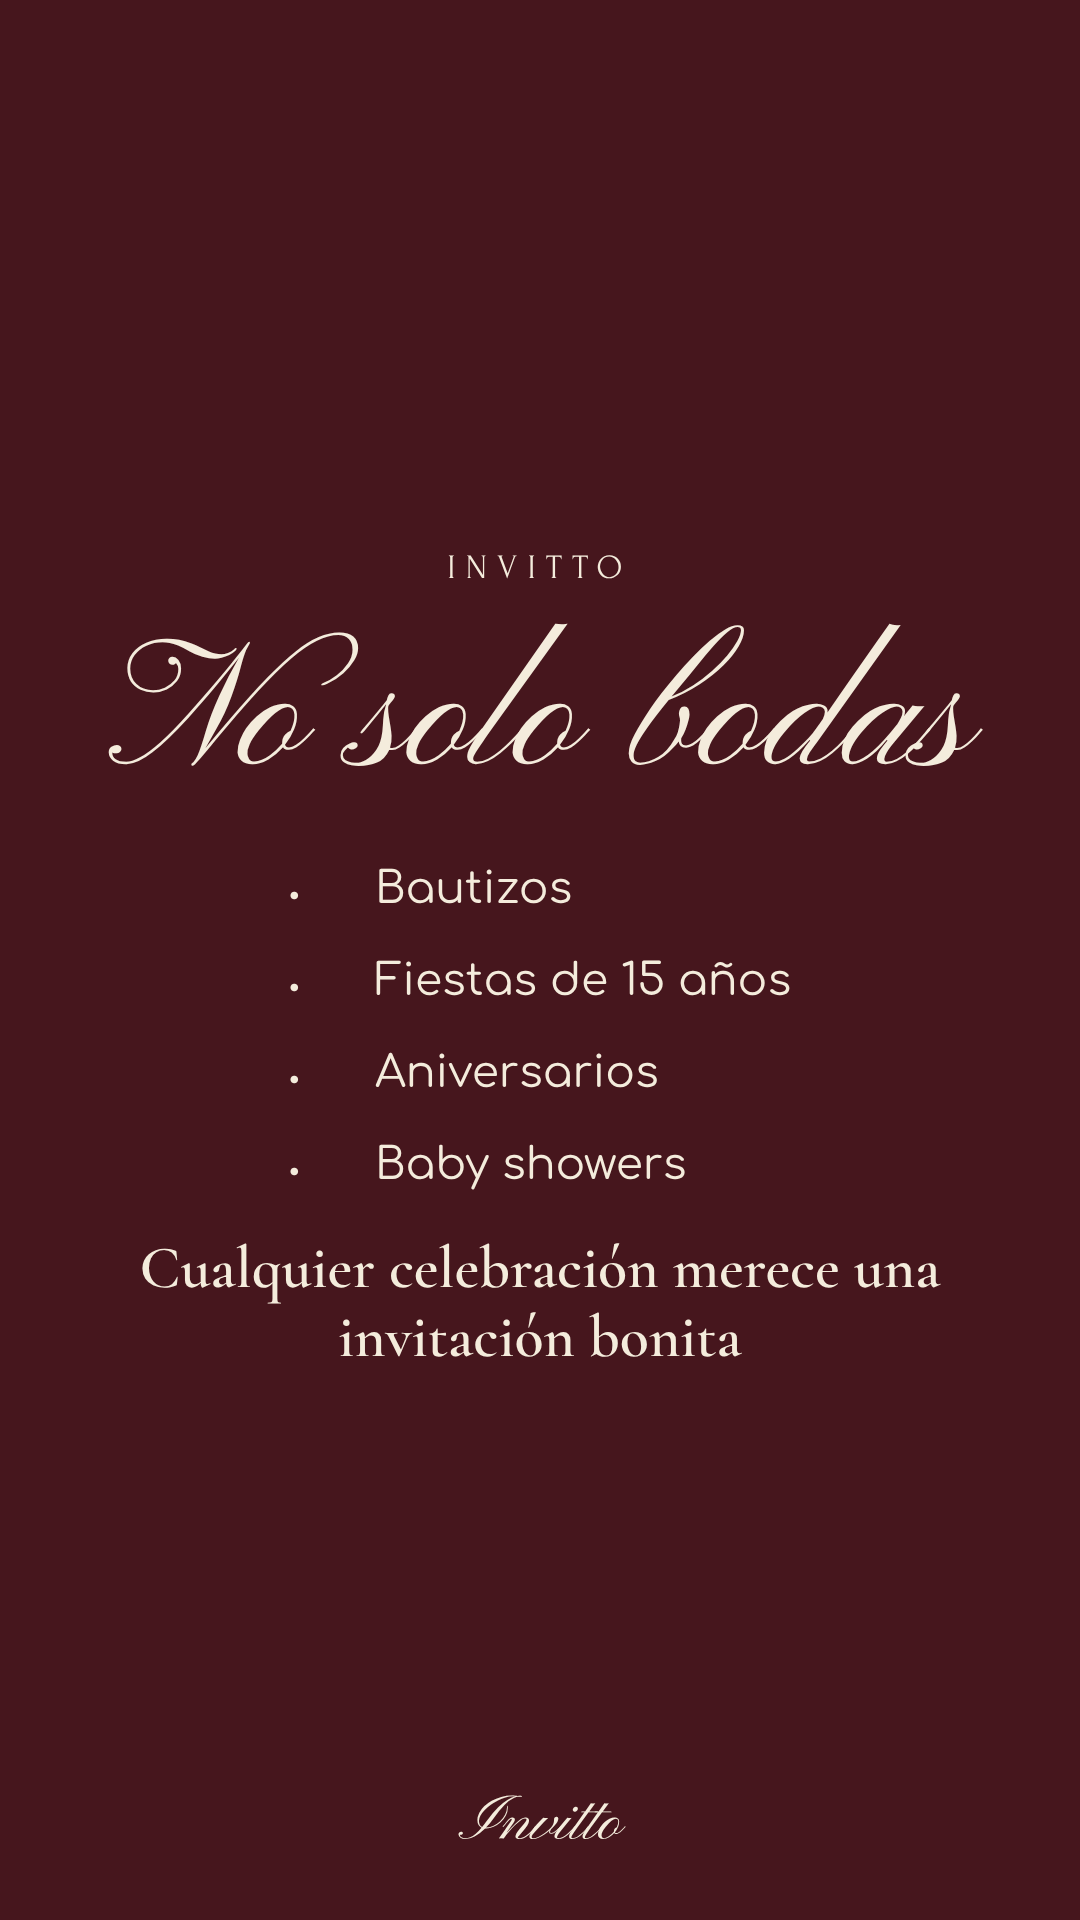 INVITTO
No solo bodas
• Bautizos
• Fiestas de 15 años
• Aniversarios
• Baby showers
Cualquier celebración merece una
invitación bonita
Invitto